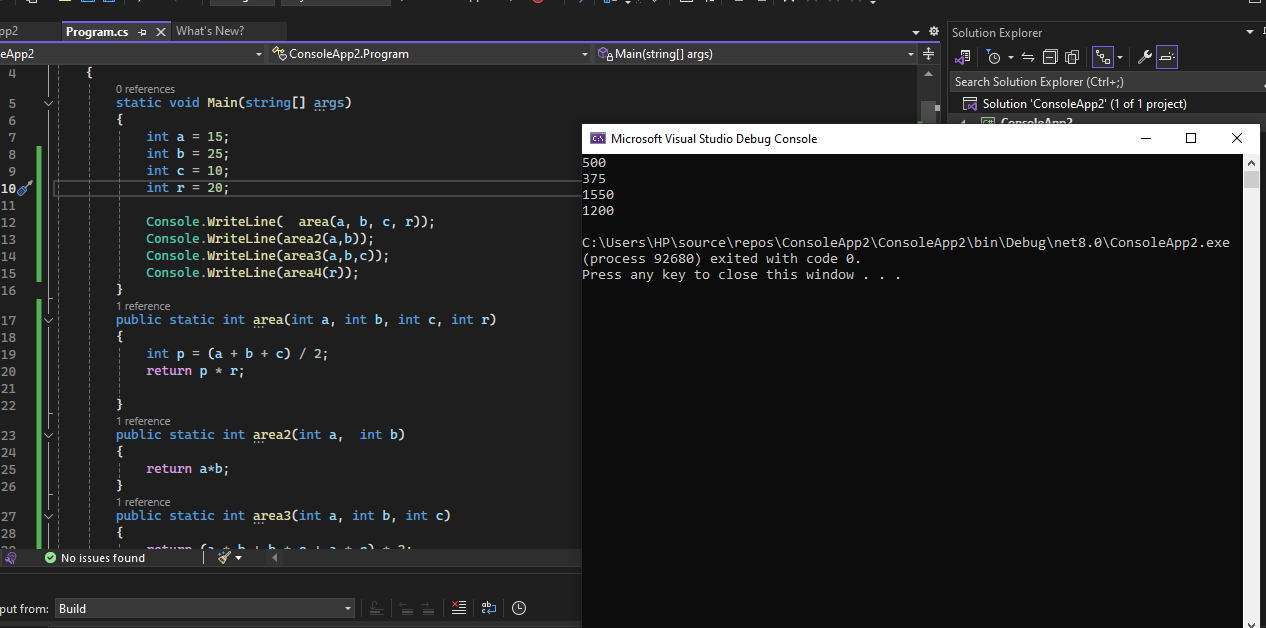 pp2
Program.cs
What's New?
eApp2
ConsoleApp2.Program
Main(string[] args)
4 {
0 references
5 static void Main(string[] args)
6 {
7 int a = 15;
8 int b = 25;
9 int c = 10;
10 int r = 20;
11
12 Console.WriteLine(  area(a, b, c, r));
13 Console.WriteLine(area2(a,b));
14 Console.WriteLine(area3(a,b,c));
15 Console.WriteLine(area4(r));
16 }
1 reference
17 public static int area(int a, int b, int c, int r)
18 {
19 int p = (a + b + c) / 2;
20 return p * r;
21
22 }
1 reference
23 public static int area2(int a,  int b)
24 {
25 return a*b;
26 }
1 reference
27 public static int area3(int a, int b, int c)
28 {
No issues found
put from: Build
Solution Explorer
Search Solution Explorer (Ctrl+;)
Solution 'ConsoleApp2' (1 of 1 project)
ConsoleApp2
Microsoft Visual Studio Debug Console
500
375
1550
1200
C:\Users\HP\source\repos\ConsoleApp2\ConsoleApp2\bin\Debug\net8.0\ConsoleApp2.exe
(process 92680) exited with code 0.
Press any key to close this window . . .